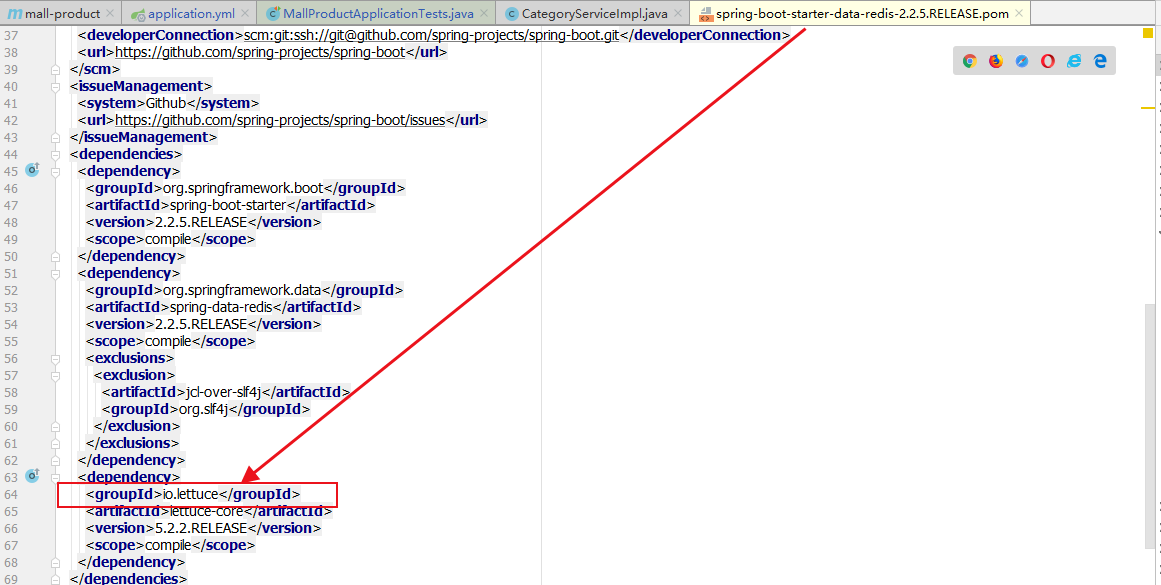 mall-product × application.yml × MallProductApplicationTests.java × CategoryServiceImpl.java × spring-boot-starter-data-redis-2.2.5.RELEASE.pom ×
37 <developerConnection>scm:git:ssh://git@github.com/spring-projects/spring-boot.git</developerConnection>
38 <url>https://github.com/spring-projects/spring-boot</url>
39 </scm>
40 <issueManagement>
41 <system>Github</system>
42 <url>https://github.com/spring-projects/spring-boot/issues</url>
43 </issueManagement>
44 <dependencies>
45 <dependency>
46 <groupId>org.springframework.boot</groupId>
47 <artifactId>spring-boot-starter</artifactId>
48 <version>2.2.5.RELEASE</version>
49 <scope>compile</scope>
50 </dependency>
51 <dependency>
52 <groupId>org.springframework.data</groupId>
53 <artifactId>spring-data-redis</artifactId>
54 <version>2.2.5.RELEASE</version>
55 <scope>compile</scope>
56 <exclusions>
57 <exclusion>
58 <artifactId>jcl-over-slf4j</artifactId>
59 <groupId>org.slf4j</groupId>
60 </exclusion>
61 </exclusions>
62 </dependency>
63 <dependency>
64 <groupId>io.lettuce</groupId>
65 <artifactId>lettuce-core</artifactId>
66 <version>5.2.2.RELEASE</version>
67 <scope>compile</scope>
68 </dependency>
69 </dependencies>